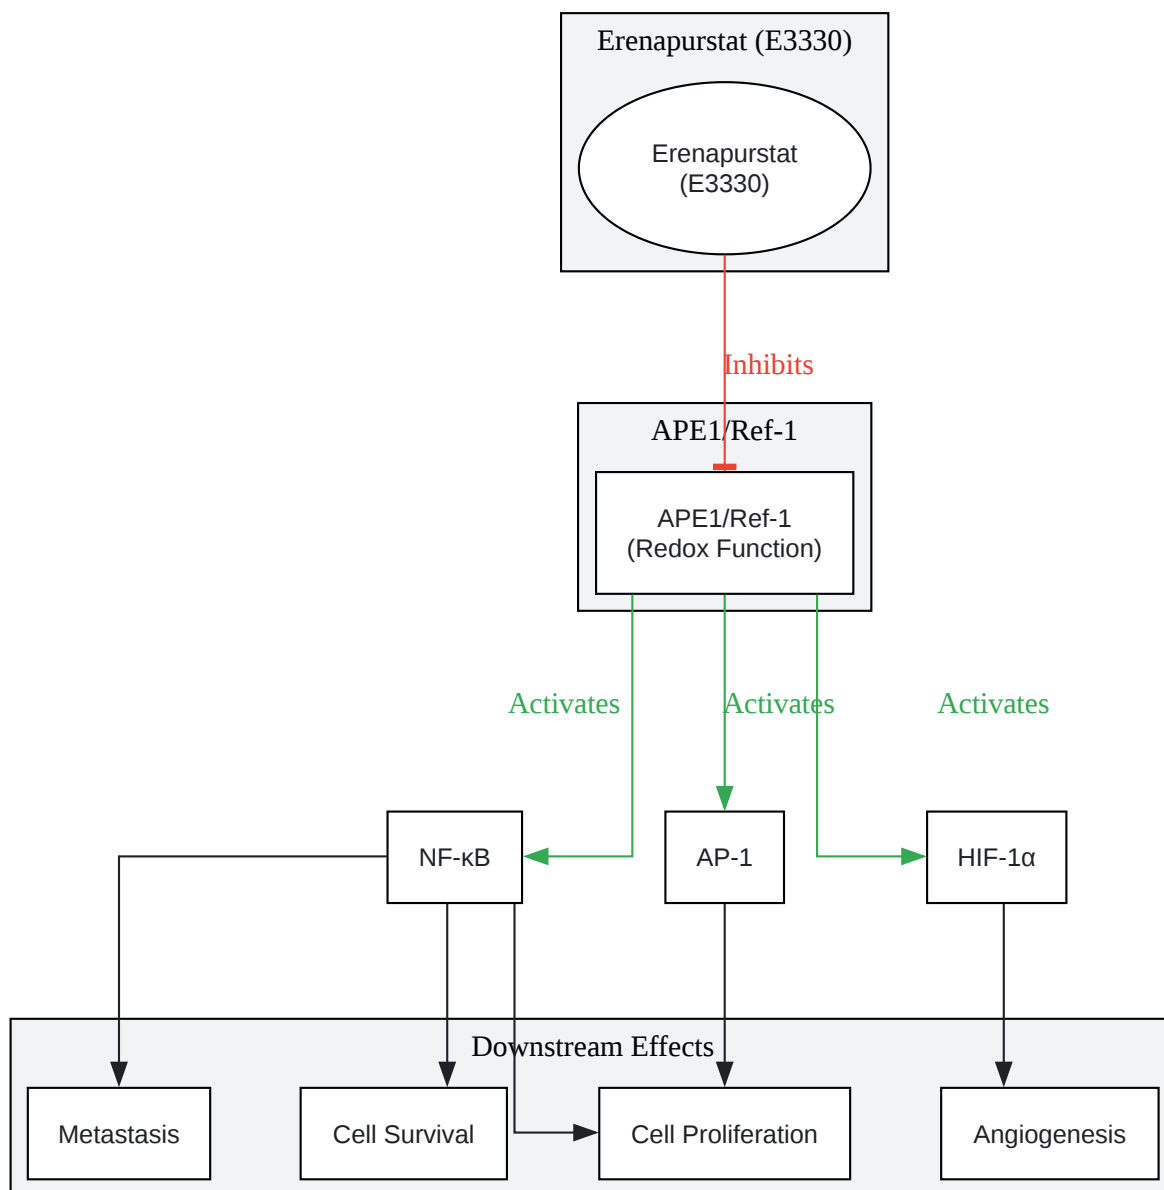 Erenapurstat (E3330)
Erenapurstat
(E3330)
Inhibits
APE1/Ref-1
APE1/Ref-1
(Redox Function)
Activates
Activates
Activates
NF-κB
AP-1
HIF-1α
Downstream Effects
Metastasis
Cell Survival
Cell Proliferation
Angiogenesis